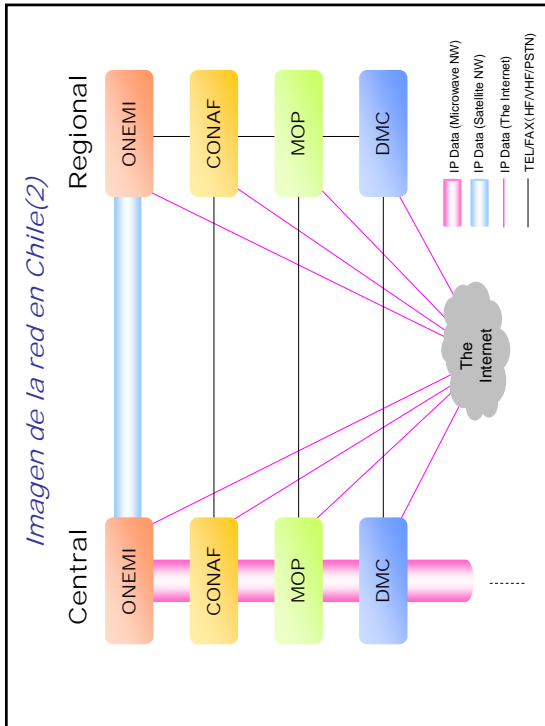 Imagen de la red en Chile(2)
Central
Regional
ONEMI
ONEMI
CONAF
CONAF
MOP
MOP
DMC
DMC
The
Internet
IP Data (Microwave NW)
IP Data (Satellite NW)
IP Data (The Internet)
TEL/FAX((HF/VHF/PSTN)